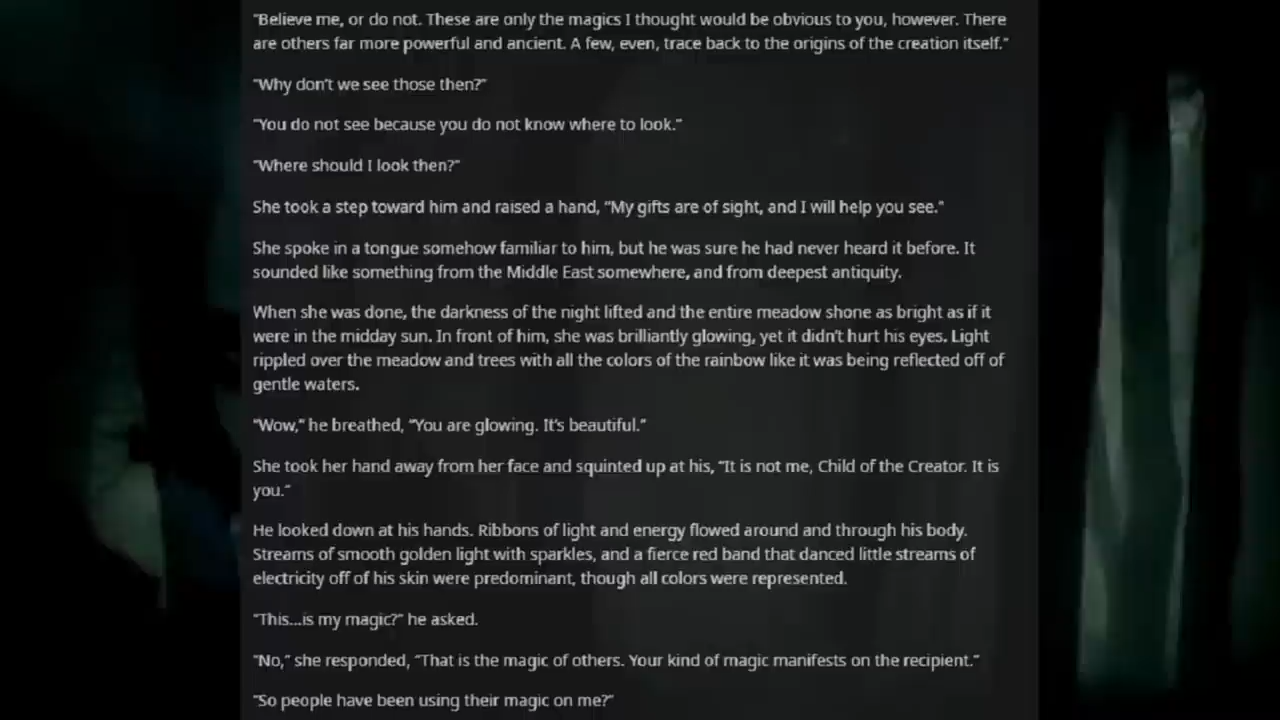 “Believe me, or do not. These are only the magics I thought would be obvious to you, however. There
are others far more powerful and ancient. A few, even, trace back to the origins of the creation itself.”
“Why don’t we see those then?”
“You do not see because you do not know where to look.”
“Where should I look then?”
She took a step toward him and raised a hand, “My gifts are of sight, and I will help you see.”
She spoke in a tongue somehow familiar to him, but he was sure he had never heard it before. It
sounded like something from the Middle East somewhere, and from deepest antiquity.
When she was done, the darkness of the night lifted and the entire meadow shone as bright as if it
were in the midday sun. In front of him, she was brilliantly glowing, yet it didn’t hurt his eyes. Light
rippled over the meadow and trees with all the colors of the rainbow like it was being reflected off of
gentle waters.
“Wow,” he breathed, “You are glowing. It’s beautiful.”
She took her hand away from her face and squinted up at his, “It is not me, Child of the Creator. It is
you.”
He looked down at his hands. Ribbons of light and energy flowed around and through his body.
Streams of smooth golden light with sparkles, and a fierce red band that danced little streams of
electricity off of his skin were predominant, though all colors were represented.
“This...is my magic?” he asked.
“No,” she responded, “That is the magic of others. Your kind of magic manifests on the recipient.”
“So people have been using their magic on me?”